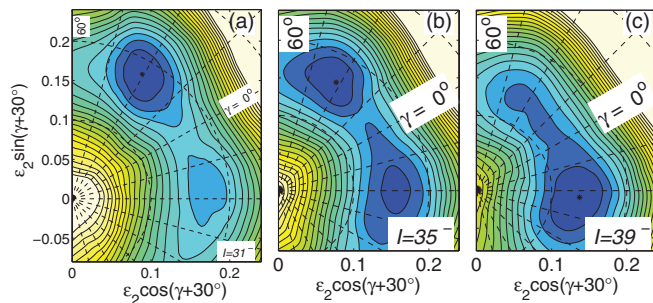 (a)
(b)
(c)
60°
60°
60°
γ = 0°
γ = 0°
γ = 0°
ε₂sin(γ+30°)
0.2
0.15
0.1
0.05
0
−0.05
I=31⁻
I=35⁻
I=39⁻
0.1 0.2
0 0.1 0.2
0 0.1 0.2
ε₂cos(γ+30°)
ε₂cos(γ+30°)
ε₂cos(γ+30°)